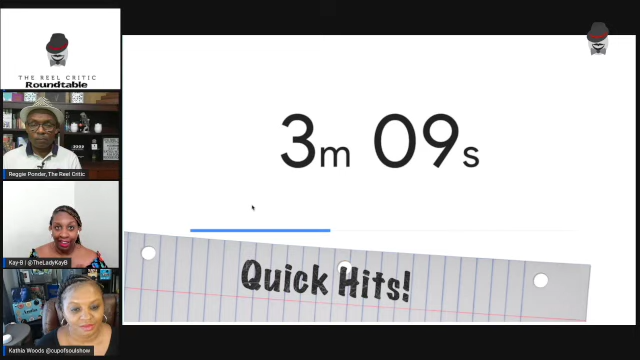 THE REEL CRITIC
Roundtable
Reggie Ponder, The Reel Critic
Kay-B | @TheLadyKayB
Kathia Woods @cupofsoulshow
3m 09s
Quick Hits!